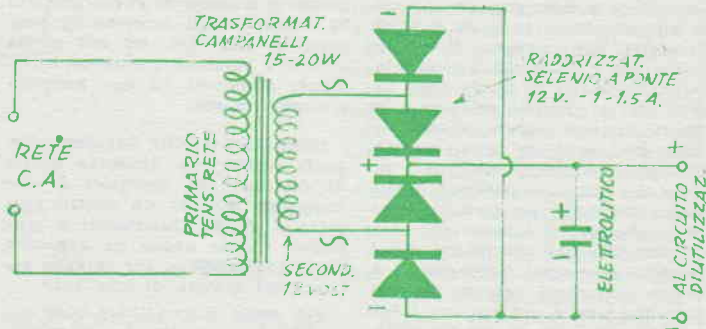 TRASFORMAT.
CAMPANELLI
15-20W
RADDRIZZAT.
SELENIO A PONTE
12 V. - 1-1.5 A.
RETE
C.A.
PRIMARIO
TENS. RETE
SECOND.
12 VOLT
ELETTROLITICO
AL CIRCUITO
DI UTILIZZAZ.
-
+
-
+
-
+
-